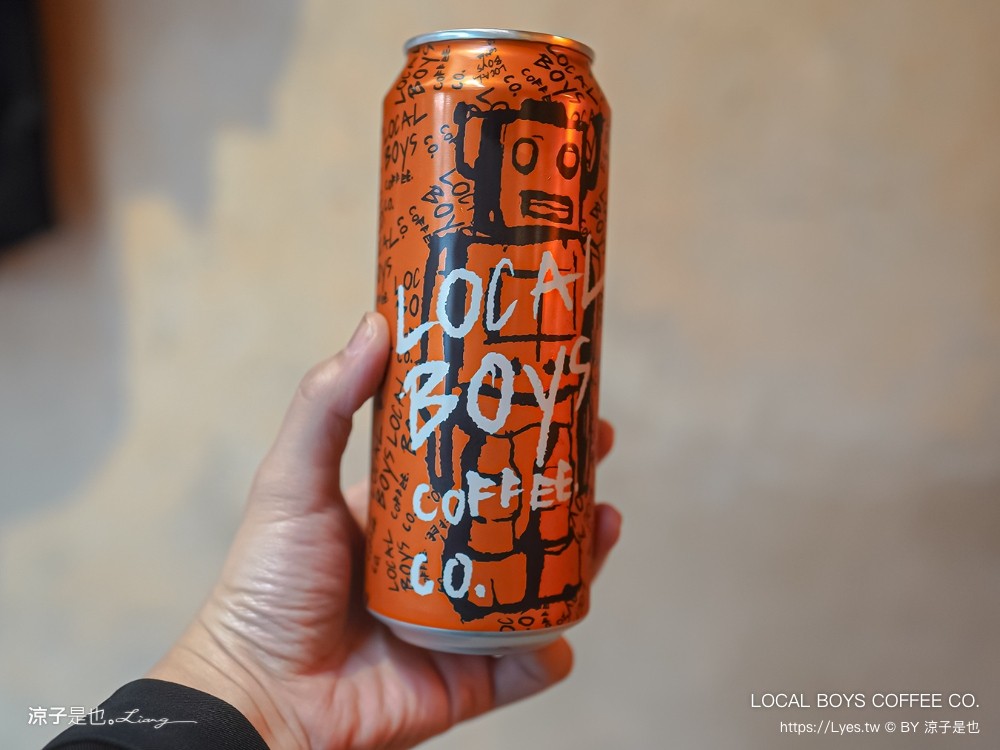 LOCAL
BOYS
COFFEE
CO.
涼子是也。Liang
LOCAL BOYS COFFEE CO.
https://Lyes.tw © BY 涼子是也